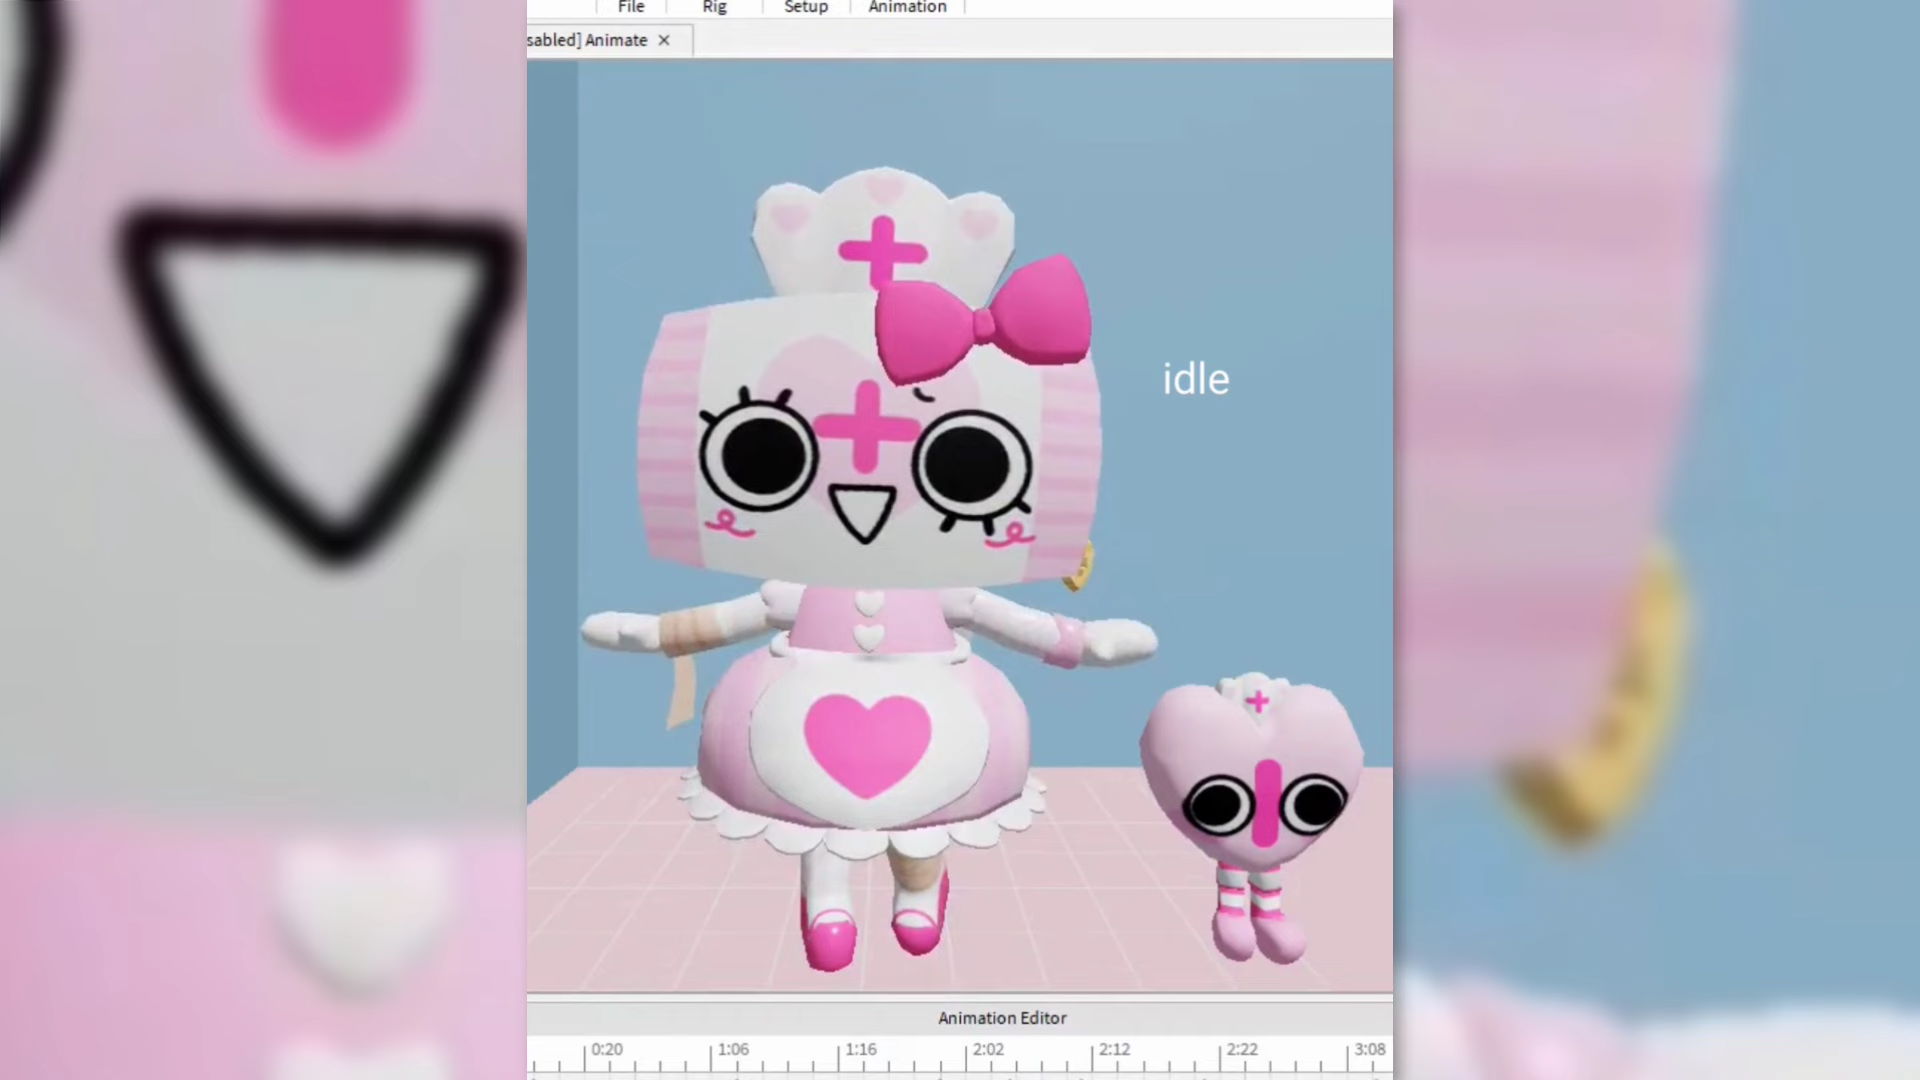 File Rig Setup Animation
sabled] Animate ×
idle
Animation Editor
0:20 1:06 1:16 2:02 2:12 2:22 3:08